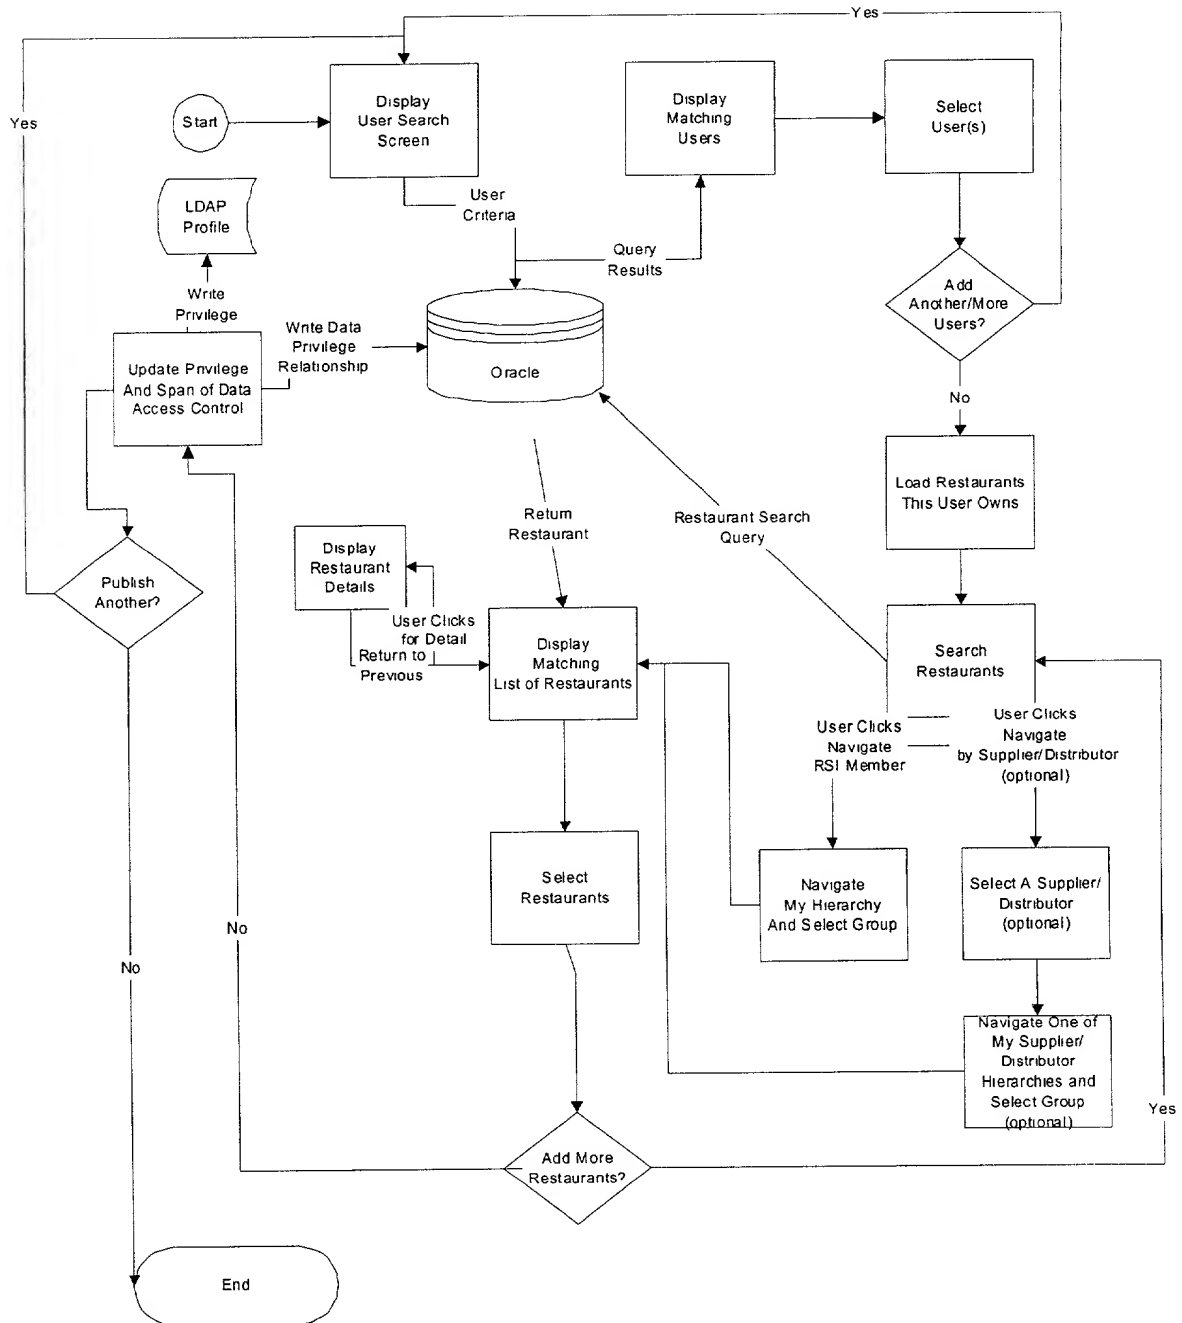 Yes
Yes
Start
Display
User Search
Screen
Display
Matching
Users
Select
User(s)
LDAP
Profile
User
Criteria
Query
Results
Write
Privilege
Write Data
Privilege
Relationship
Add
Another/More
Users?
Update Privilege
And Span of Data
Access Control
Oracle
No
Load Restaurants
This User Owns
Return
Restaurant
Restaurant Search
Query
Display
Restaurant
Details
Publish
Another?
User Clicks
for Detail
Return to
Previous
Display
Matching
List of Restaurants
Search
Restaurants
User Clicks
Navigate
RSI Member
User Clicks
Navigate
by Supplier/Distributor
(optional)
Select
Restaurants
Navigate
My Hierarchy
And Select Group
Select A Supplier/
Distributor
(optional)
No
No
Navigate One of
My Supplier/
Distributor
Hierarchies and
Select Group
(optional)
Yes
Add More
Restaurants?
End